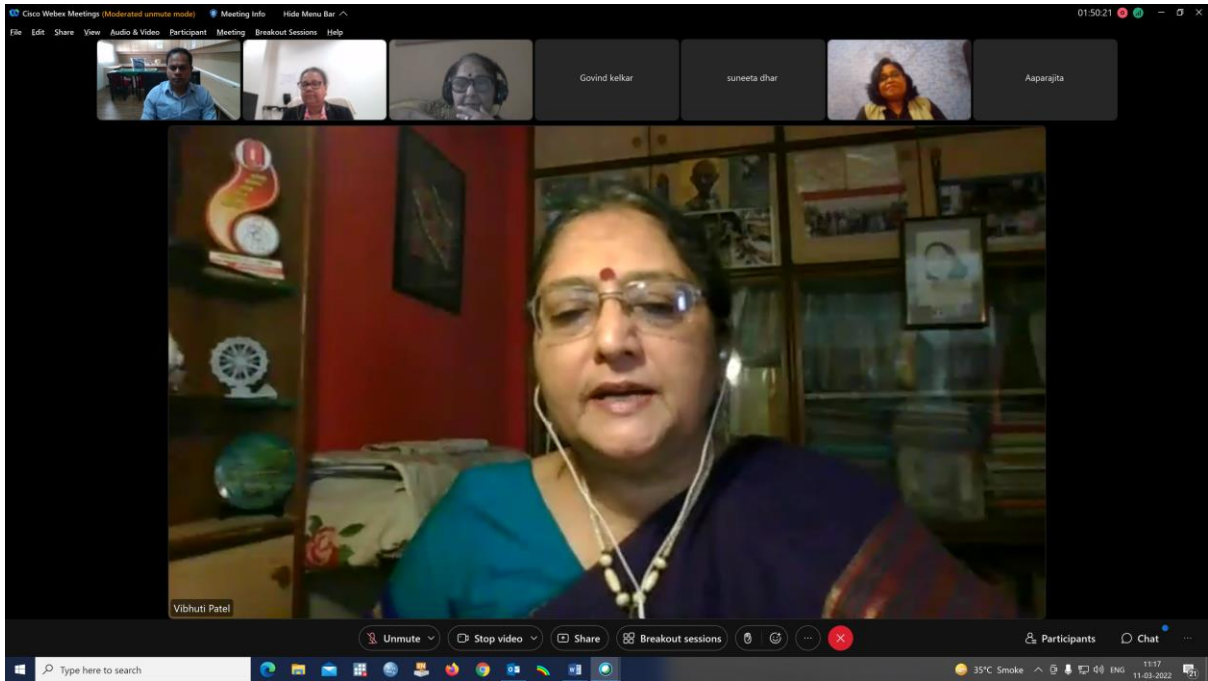 Cisco Webex Meetings (Moderated unmute mode) Meeting Info Hide Menu Bar 01:50:21
File Edit Share View Audio & Video Participant Meeting Breakout Sessions Help
Govind kelkar suneeta dhar Aaparajita
Vibhuti Patel
Unmute Stop video Share Breakout sessions Participants Chat
Type here to search 35°C Smoke ENG 11:17
11-03-2022
21